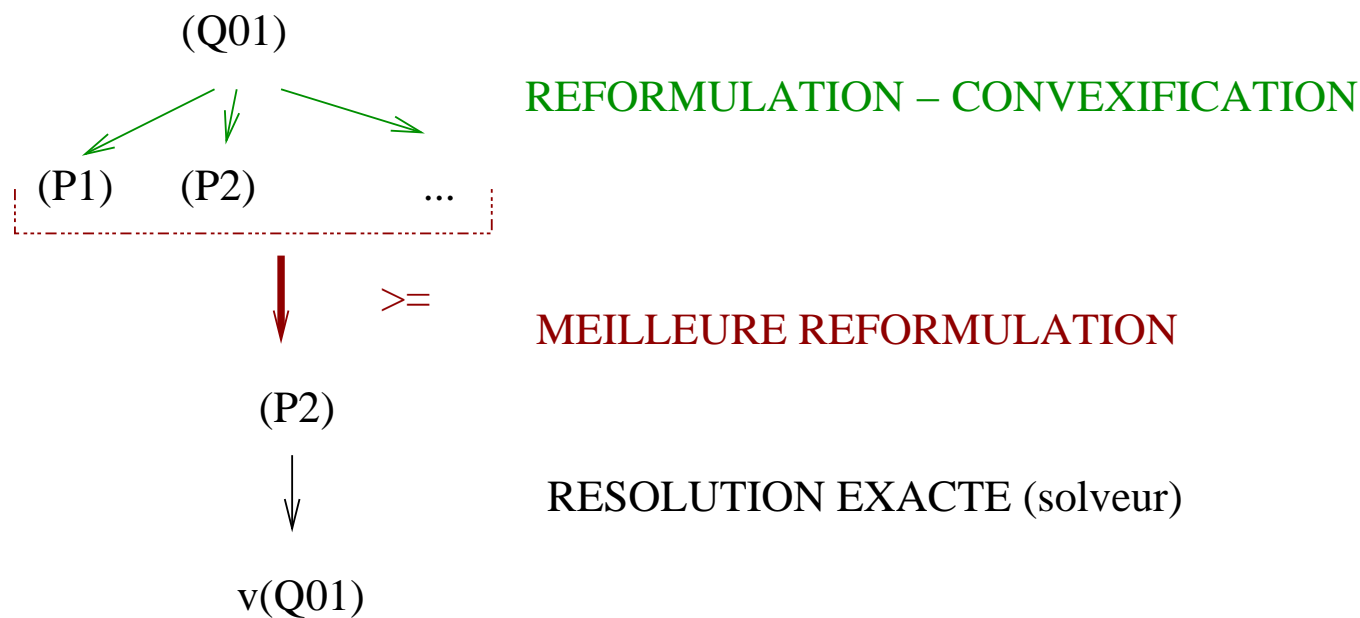 (Q01)
REFORMULATION – CONVEXIFICATION
(P1) (P2) ...
>=
MEILLEURE REFORMULATION
(P2)
RESOLUTION EXACTE (solveur)
v(Q01)